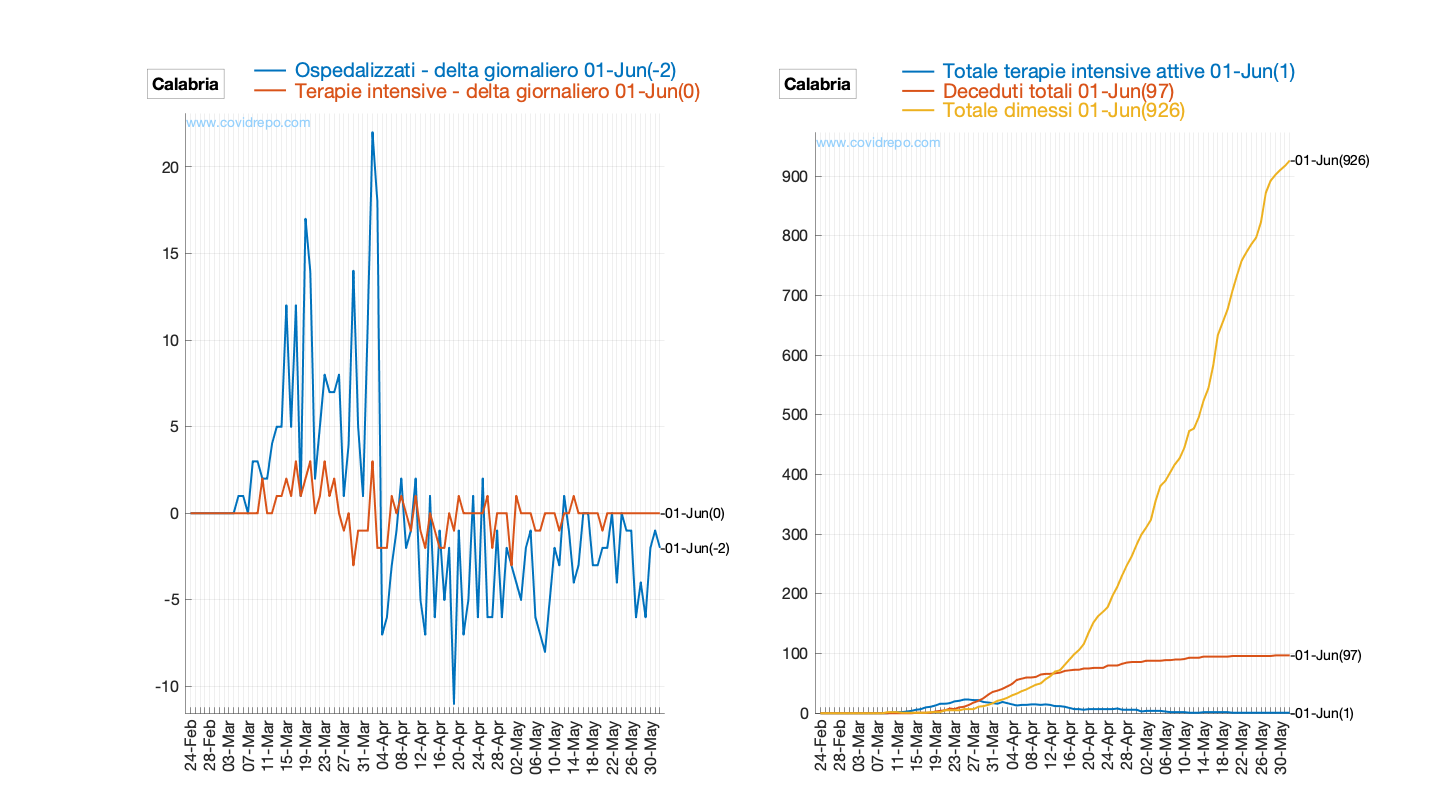 Calabria
Ospedalizzati - delta giornaliero 01-Jun(-2)
Terapie intensive - delta giornaliero 01-Jun(0)
www.covidrepo.com
20
15
10
5
0
-5
-10
-01-Jun(0)
-01-Jun(-2)
24-Feb
28-Feb
03-Mar
07-Mar
11-Mar
15-Mar
19-Mar
23-Mar
27-Mar
31-Mar
04-Apr
08-Apr
12-Apr
16-Apr
20-Apr
24-Apr
28-Apr
02-May
06-May
10-May
14-May
18-May
22-May
26-May
30-May
Calabria
Totale terapie intensive attive 01-Jun(1)
Deceduti totali 01-Jun(97)
Totale dimessi 01-Jun(926)
www.covidrepo.com
900
800
700
600
500
400
300
200
100
0
-01-Jun(926)
-01-Jun(97)
-01-Jun(1)
24-Feb
28-Feb
03-Mar
07-Mar
11-Mar
15-Mar
19-Mar
23-Mar
27-Mar
31-Mar
04-Apr
08-Apr
12-Apr
16-Apr
20-Apr
24-Apr
28-Apr
02-May
06-May
10-May
14-May
18-May
22-May
26-May
30-May